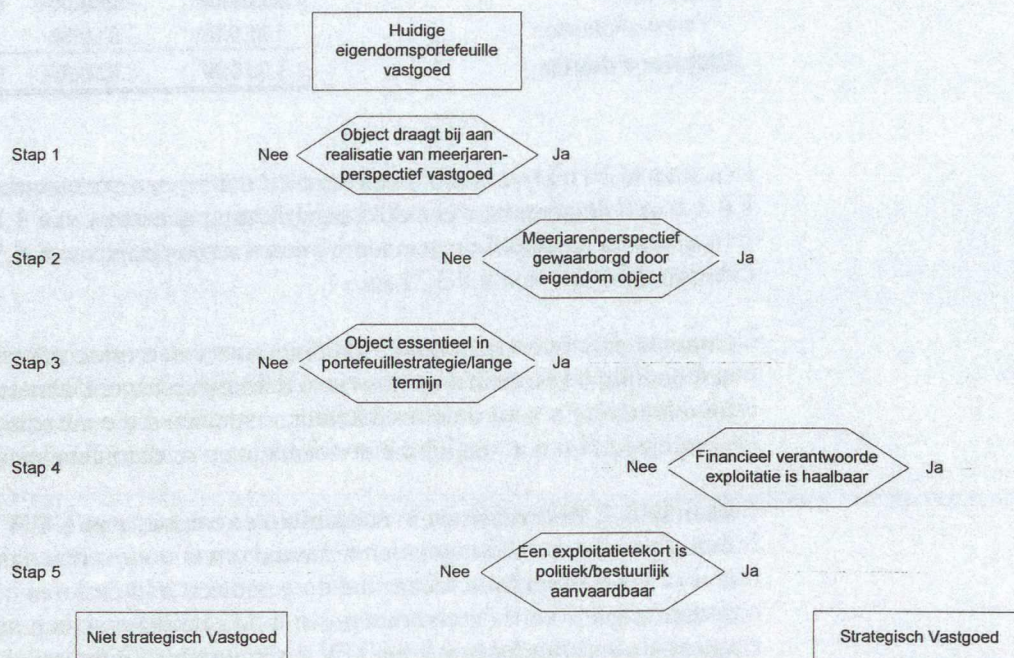 Huidige
eigendomsportefeuille
vastgoed
Stap 1
Nee
Object draagt bij aan
realisatie van meerjaren-
perspectief vastgoed
Ja
Stap 2
Nee
Meerjarenperspectief
gewaarborgd door
eigendom object
Ja
Stap 3
Nee
Object essentieel in
portefeuillestrategie/lange
termijn
Ja
Stap 4
Nee
Financieel verantwoorde
exploitatie is haalbaar
Ja
Stap 5
Nee
Een exploitatietekort is
politiek/bestuurlijk
aanvaardbaar
Ja
Niet strategisch Vastgoed
Strategisch Vastgoed